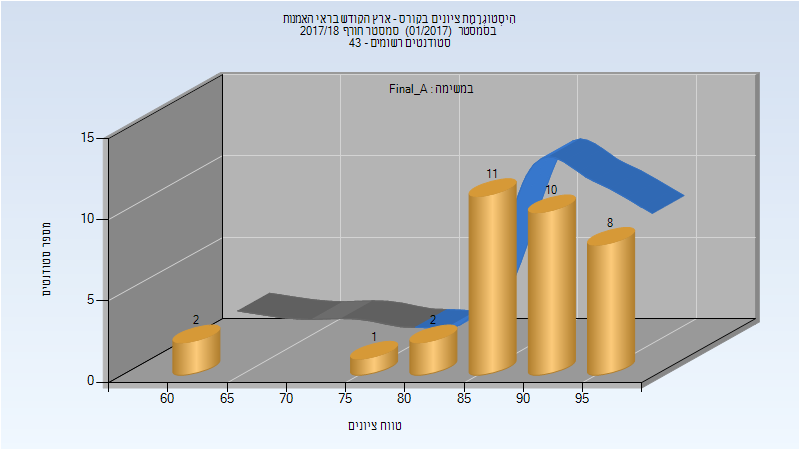 היסטוגרמת ציונים בקורס - ארץ הקודש בראי האמנות
בסמסטר (01/2017) סמסטר חורף 2017/18
סטודנטים רשומים - 43
במשימה : Final_A
מספר סטודנטים
15
10
5
0
2
1
2
11
10
8
60 65 70 75 80 85 90 95
טווח ציונים